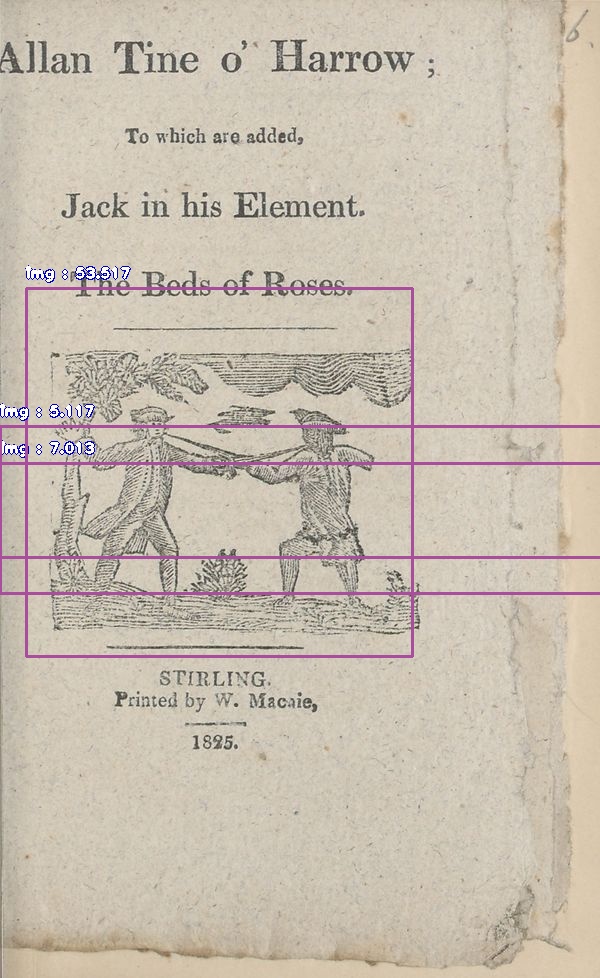 6.
Allan Tine o' Harrow ;
To which are added,
Jack in his Element.
img : 53.517
The Beds of Roses.
img : 5.117
img : 7.013
STIRLING.
Printed by W. Macnie,
1825.